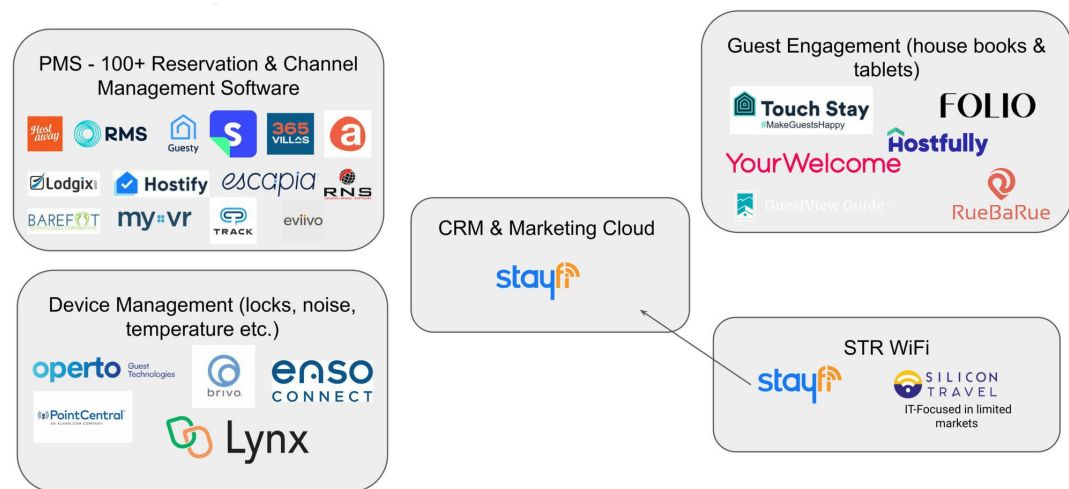 PMS - 100+ Reservation & Channel
Management Software
Host
away
RMS
Guesty
S
365
VILLAS
a
Lodgix
Hostify
escapia
RNS
BAREFOOT
my vr
TRACK
eviivo
Device Management (locks, noise,
temperature etc.)
operto Guest
Technologies
brivo
enso
CONNECT
PointCentral
AN ALARM.COM COMPANY
Lynx
CRM & Marketing Cloud
stayfi
Guest Engagement (house books &
tablets)
Touch Stay
#MakeGuestsHappy
FOLIO
Hostfully
YourWelcome
GuestView Guide
RueBaRue
STR WiFi
stayfi
SILICON
TRAVEL
IT-Focused in limited
markets